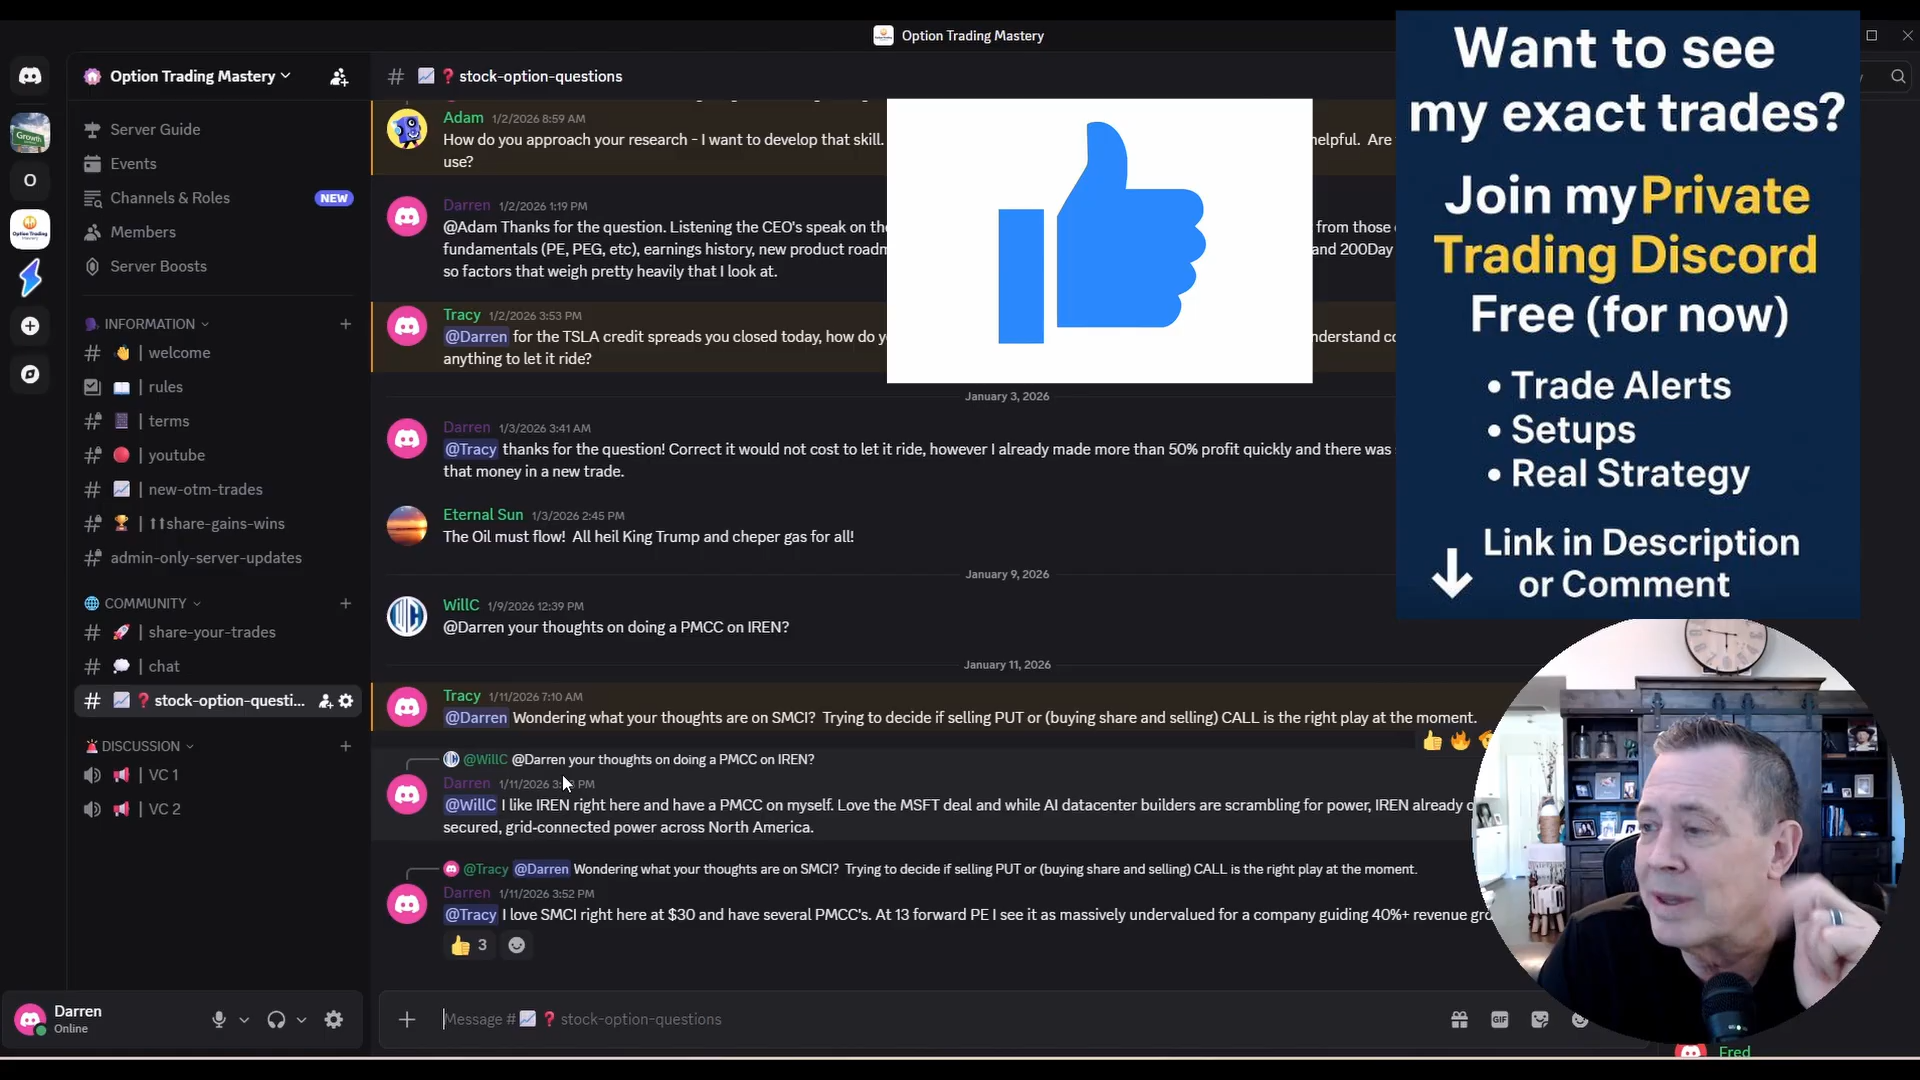 Option Trading Mastery
Option Trading Mastery
Server Guide
Events
Channels & Roles
NEW
Members
Server Boosts
INFORMATION
| welcome
| rules
| terms
| youtube
| new-otm-trades
| share-gains-wins
admin-only-server-updates
COMMUNITY
| share-your-trades
| chat
stock-option-questi...
DISCUSSION
| VC 1
| VC 2
Darren
Online
# stock-option-questions
Adam 1/2/2026 8:59 AM
How do you approach your research - I want to develop that skill. helpful. Are
use?
Darren 1/2/2026 1:19 PM
@Adam Thanks for the question. Listening the CEO's speak on the from those
fundamentals (PE, PEG, etc), earnings history, new product roadm and 200Day
so factors that weigh pretty heavily that I look at.
Tracy 1/2/2026 3:53 PM
@Darren for the TSLA credit spreads you closed today, how do y
anything to let it ride?
January 3, 2026
Darren 1/3/2026 3:41 AM
@Tracy thanks for the question! Correct it would not cost to let it ride, however I already made more than 50% profit quickly and there was
that money in a new trade.
Eternal Sun 1/3/2026 2:45 PM
The Oil must flow! All heil King Trump and cheper gas for all!
January 9, 2026
WillC 1/9/2026 12:39 PM
@Darren your thoughts on doing a PMCC on IREN?
January 11, 2026
Tracy 1/11/2026 7:10 AM
@Darren Wondering what your thoughts are on SMCI? Trying to decide if selling PUT or (buying share and selling) CALL is the right play at the moment.
@WillC @Darren your thoughts on doing a PMCC on IREN?
Darren 1/11/2026 PM
@WillC I like IREN right here and have a PMCC on myself. Love the MSFT deal and while AI datacenter builders are scrambling for power, IREN already
secured, grid-connected power across North America.
@Tracy @Darren Wondering what your thoughts are on SMCI? Trying to decide if selling PUT or (buying share and selling) CALL is the right play at the moment.
Darren 1/11/2026 3:52 PM
@Tracy I love SMCI right here at $30 and have several PMCC's. At 13 forward PE I see it as massively undervalued for a company guiding 40%+ revenue
3
Message # stock-option-questions
GIF
Fred
Want to see
my exact trades?
Join my Private
Trading Discord
Free (for now)
• Trade Alerts
• Setups
• Real Strategy
Link in Description
or Comment